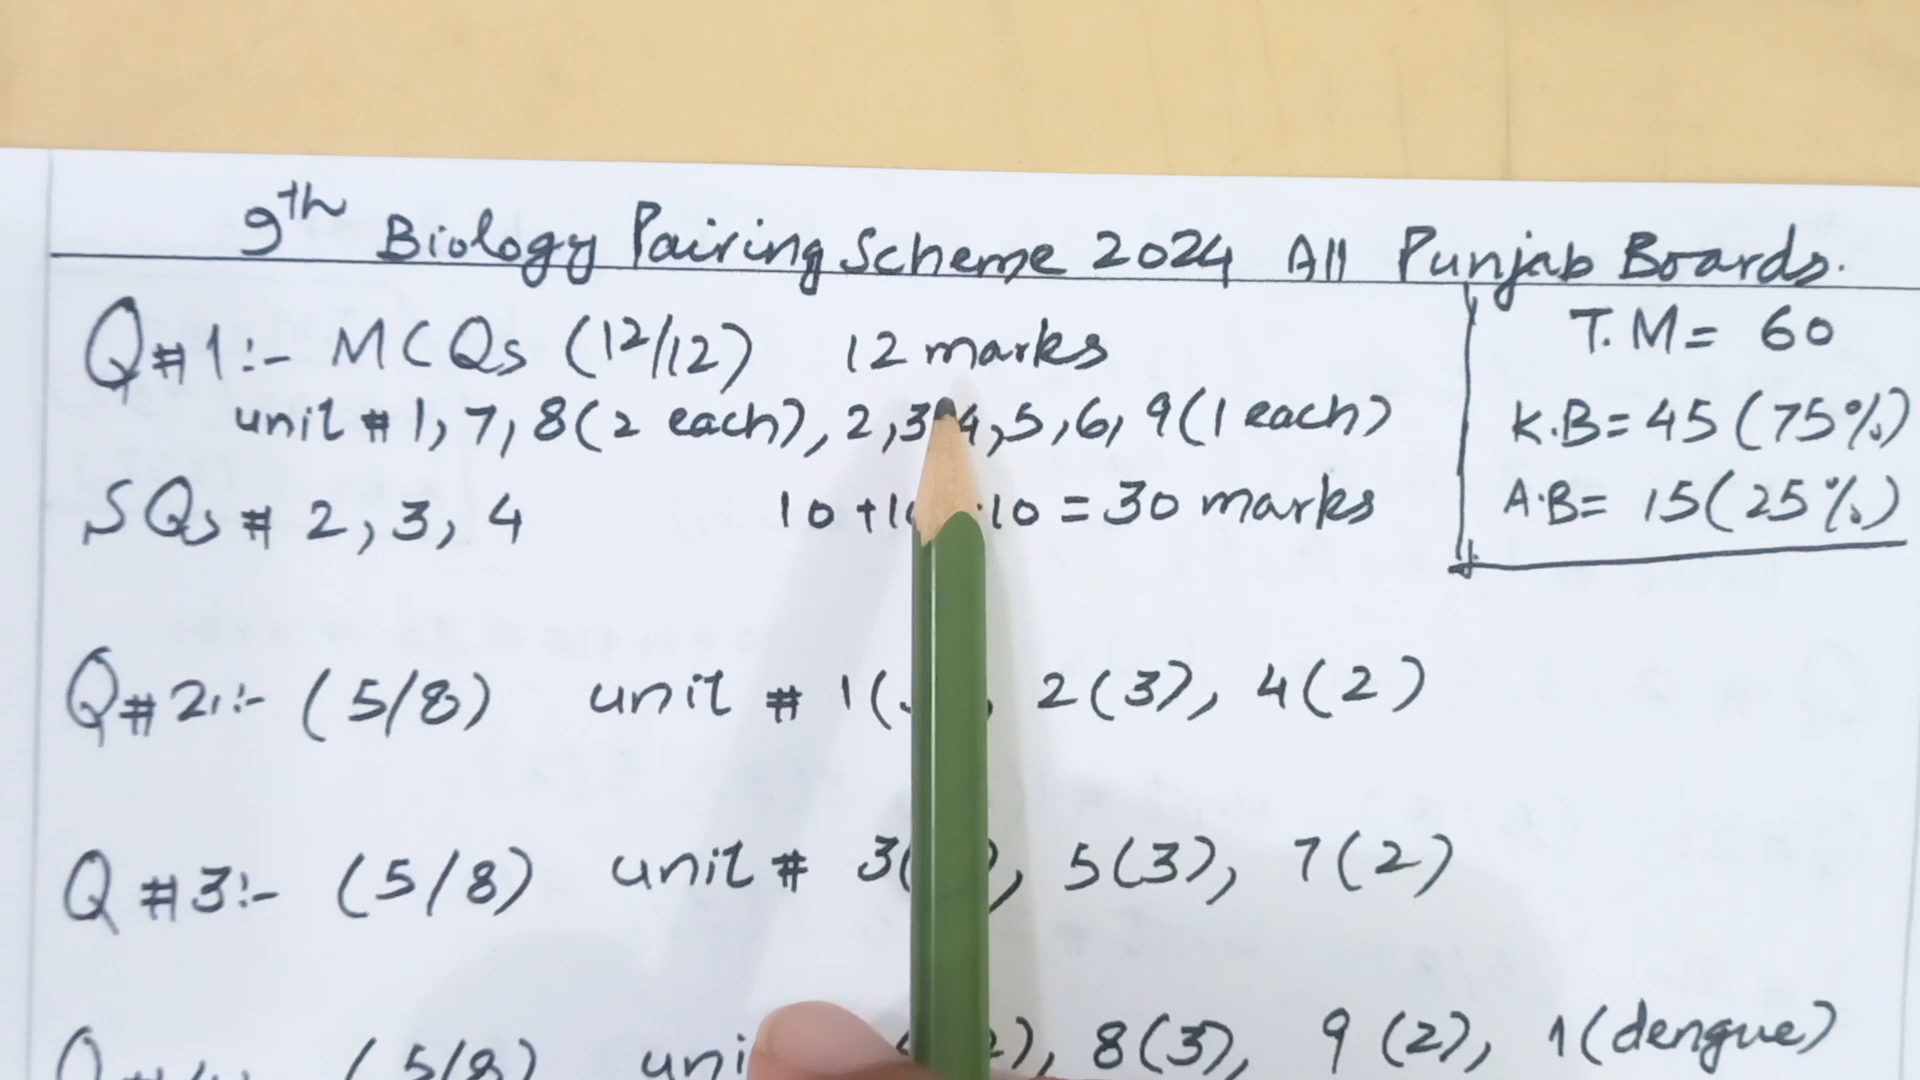 9th Biology Pairing Scheme 2024 All Punjab Boards.
Q#1:- MCQs (12/12) 12 marks
unit # 1, 7, 8(2 each), 2,3 4,5,6, 9(1 each)
SQs # 2, 3, 4 10 + 10 = 30 marks
T.M = 60
K.B = 45 (75%)
A.B = 15 (25%)
Q#2:- (5/8) unit # 1( , 2(3), 4(2)
Q#3:- (5/8) unit # 3( ), 5(3), 7(2)
(5/8) ), 8(3), 9(2), 1(dengue)